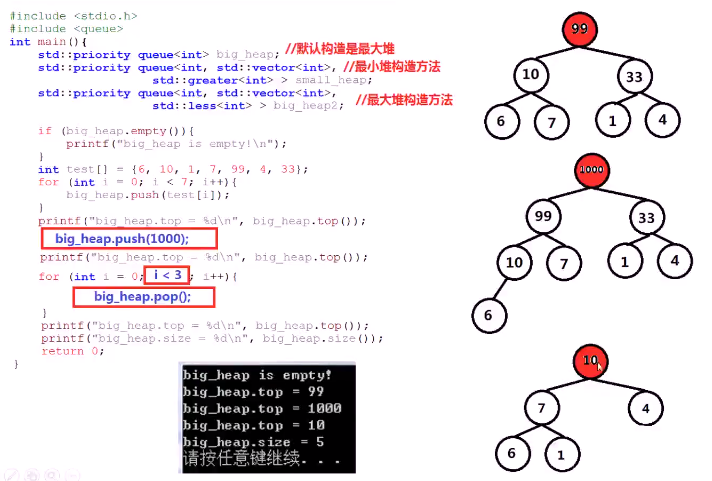 #include <stdio.h>
#include <queue>
int main(){
std::priority queue<int> big_heap; //默认构造是最大堆
std::priority queue<int, std::vector<int>, //最小堆构造方法
std::greater<int> > small_heap;
std::priority queue<int, std::vector<int>,
std::less<int> > big_heap2; //最大堆构造方法
if (big_heap.empty()){
printf("big_heap is empty!\n");
}
int test[] = {6, 10, 1, 7, 99, 4, 33};
for (int i = 0; i < 7; i++){
big_heap.push(test[i]);
}
printf("big_heap.top = %d\n", big_heap.top());
big_heap.push(1000);
printf("big_heap.top = %d\n", big_heap.top());
for (int i = 0; i < 3; i++){
big_heap.pop();
}
printf("big_heap.top = %d\n", big_heap.top());
printf("big_heap.size = %d\n", big_heap.size());
return 0;
}
big_heap is empty!
big_heap.top = 99
big_heap.top = 1000
big_heap.top = 10
big_heap.size = 5
请按任意键继续. . .
99
10 33
6 7 1 4
1000
99 33
10 7 1 4
6
10
7 4
6 1